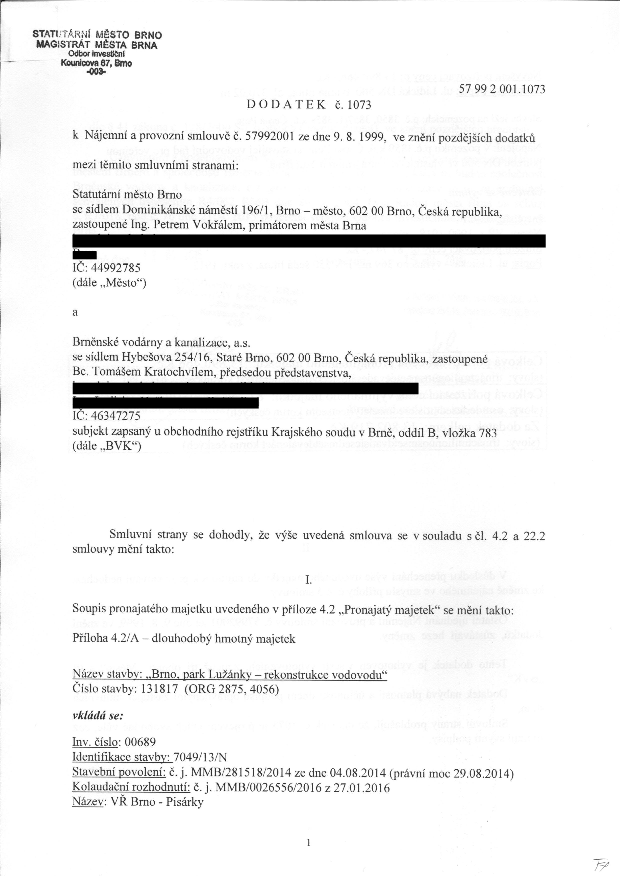 STATUTÁRNÍ MĚSTO BRNO
MAGISTRÁT MĚSTA BRNA
Odbor investiční
Kounicova 67, Brno
-003-
57 99 2 001.1073
DODATEK č. 1073
k Nájemní a provozní smlouvě č. 57992001 ze dne 9. 8. 1999, ve znění pozdějších dodatků
mezi těmito smluvními stranami:
Statutární město Brno
se sídlem Dominikánské náměstí 196/1, Brno – město, 602 00 Brno, Česká republika,
zastoupené Ing. Petrem Vokřálem, primátorem města Brna
IČ: 44992785
(dále „Město“)
a
Brněnské vodárny a kanalizace, a.s.
se sídlem Hybešova 254/16, Staré Brno, 602 00 Brno, Česká republika, zastoupené
Bc. Tomášem Kratochvílem, předsedou představenstva,
IČ: 46347275
subjekt zapsaný u obchodního rejstříku Krajského soudu v Brně, oddíl B, vložka 783
(dále „BVK“)
Smluvní strany se dohodly, že výše uvedená smlouva se v souladu s čl. 4.2 a 22.2
smlouvy mění takto:
I.
Soupis pronajatého majetku uvedeného v příloze 4.2 „Pronajatý majetek“ se mění takto:
Příloha 4.2/A – dlouhodobý hmotný majetek
Název stavby: „Brno, park Lužánky – rekonstrukce vodovodu“
Číslo stavby: 131817 (ORG 2875, 4056)
vkládá se:
Inv. číslo: 00689
Identifikace stavby: 7049/13/N
Stavební povolení: č. j. MMB/281518/2014 ze dne 04.08.2014 (právní moc 29.08.2014)
Kolaudační rozhodnutí: č. j. MMB/0026556/2016 z 27.01.2016
Název: VŘ Brno - Pisárky
1